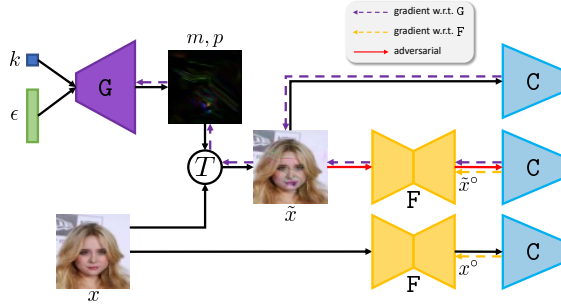 gradient w.r.t. G
gradient w.r.t. F
adversarial
k
m, p
G
C
ϵ
T
F
C
x̃
x̃°
C
x°
x
F